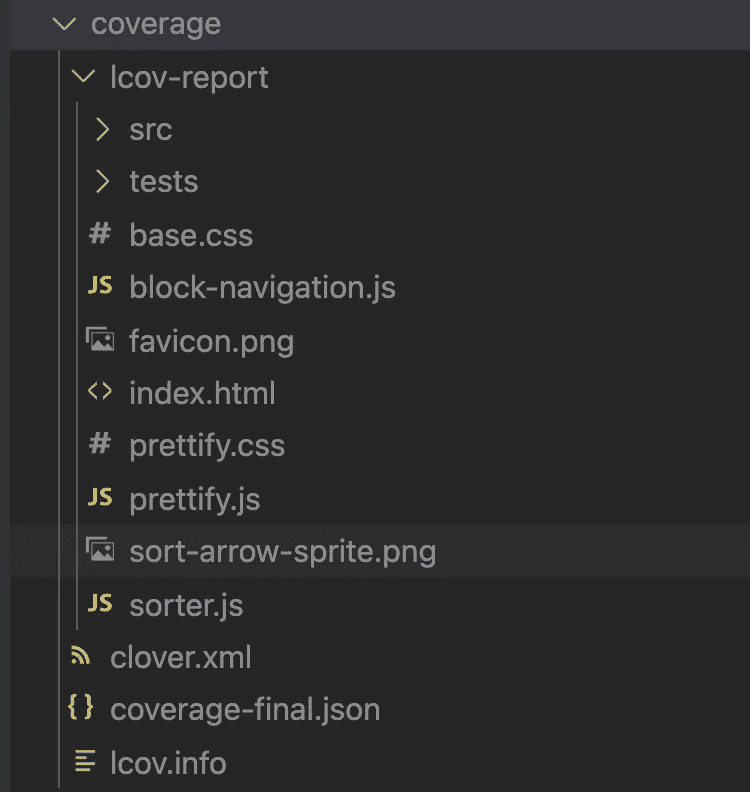 coverage
lcov-report
src
tests
# base.css
JS block-navigation.js
favicon.png
<> index.html
# prettify.css
JS prettify.js
sort-arrow-sprite.png
JS sorter.js
clover.xml
{} coverage-final.json
lcov.info